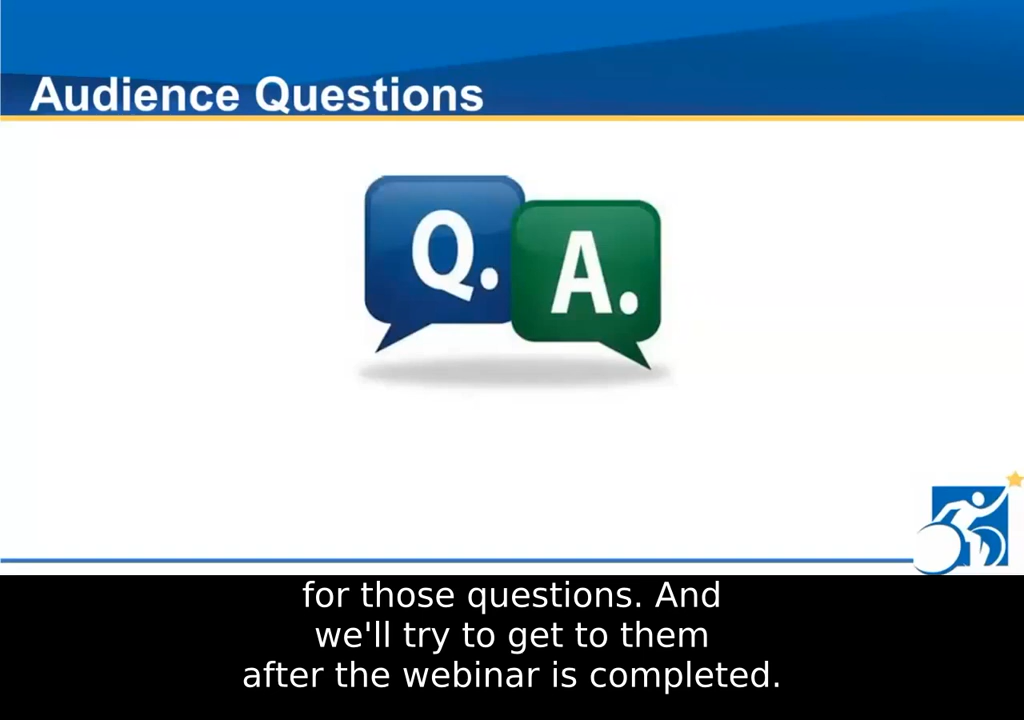 Audience Questions
Q. A.
for those questions. And
we'll try to get to them
after the webinar is completed.